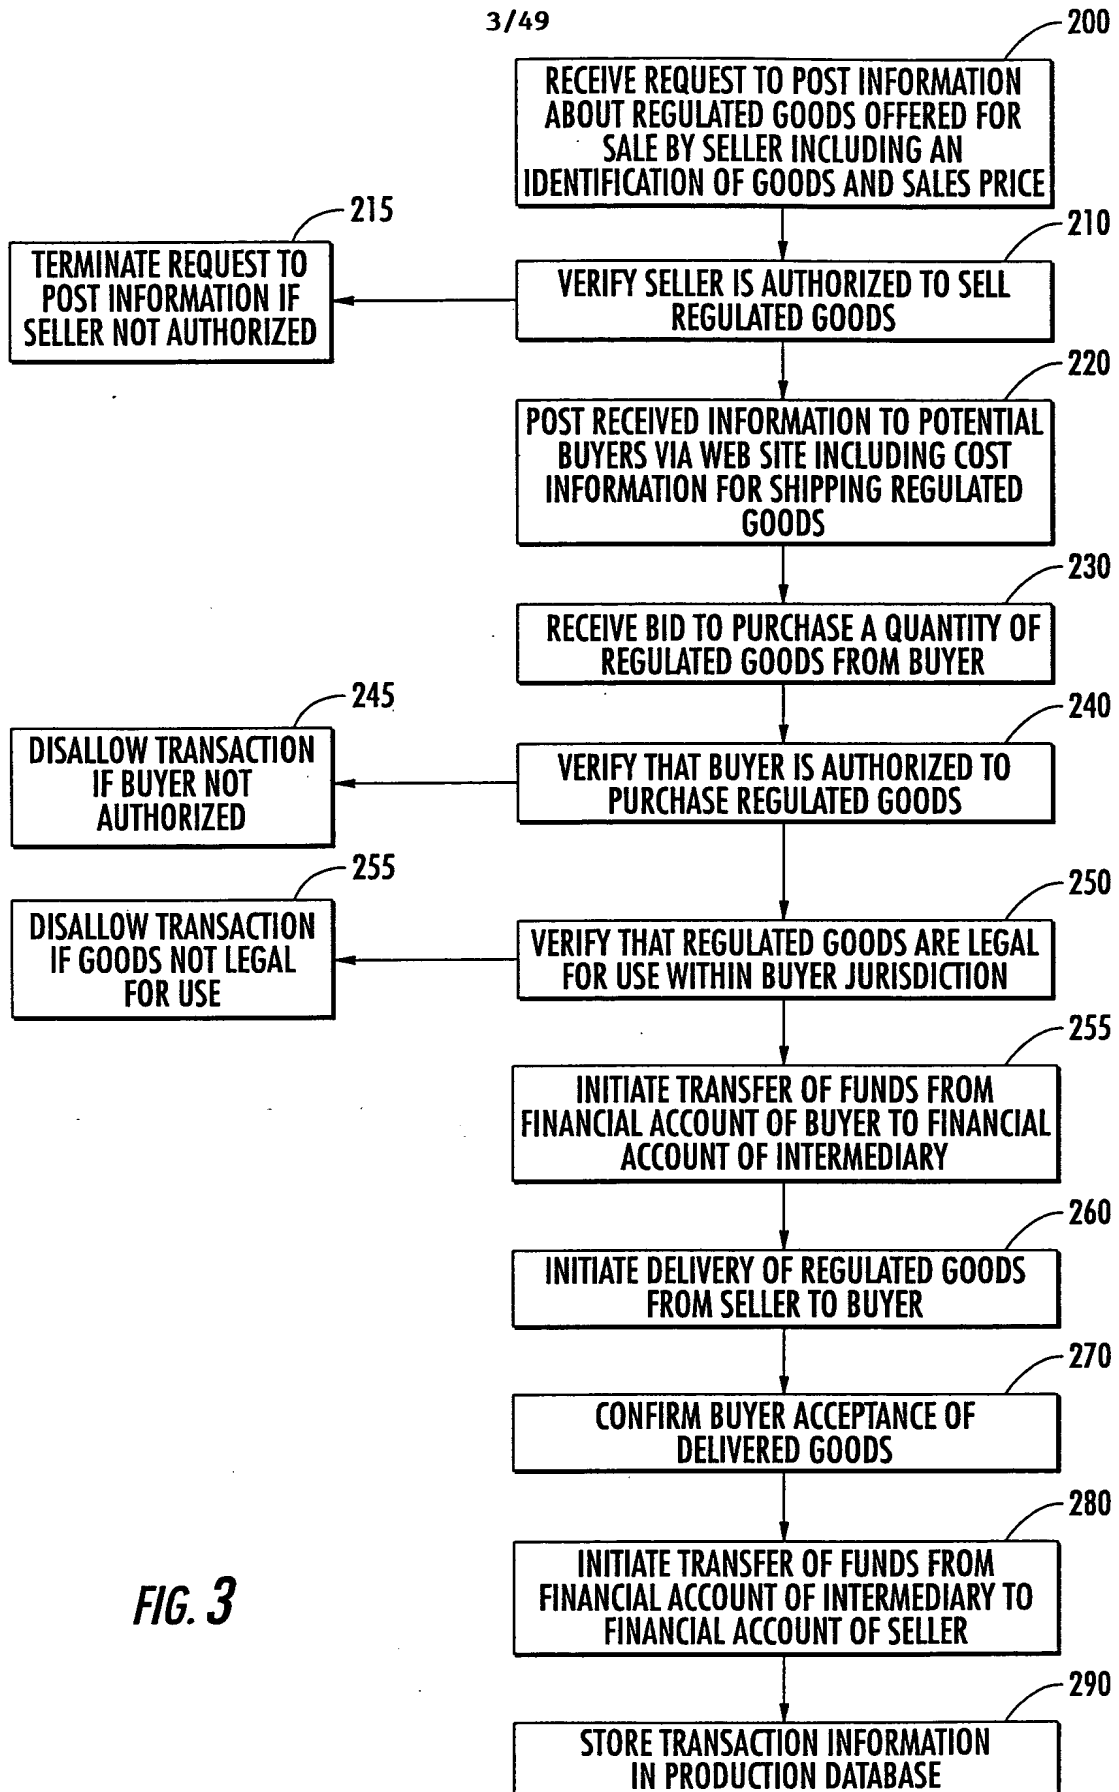 3/49
200
RECEIVE REQUEST TO POST INFORMATION
ABOUT REGULATED GOODS OFFERED FOR
SALE BY SELLER INCLUDING AN
IDENTIFICATION OF GOODS AND SALES PRICE
215
TERMINATE REQUEST TO
POST INFORMATION IF
SELLER NOT AUTHORIZED
210
VERIFY SELLER IS AUTHORIZED TO SELL
REGULATED GOODS
220
POST RECEIVED INFORMATION TO POTENTIAL
BUYERS VIA WEB SITE INCLUDING COST
INFORMATION FOR SHIPPING REGULATED
GOODS
230
RECEIVE BID TO PURCHASE A QUANTITY OF
REGULATED GOODS FROM BUYER
245
DISALLOW TRANSACTION
IF BUYER NOT
AUTHORIZED
240
VERIFY THAT BUYER IS AUTHORIZED TO
PURCHASE REGULATED GOODS
255
DISALLOW TRANSACTION
IF GOODS NOT LEGAL
FOR USE
250
VERIFY THAT REGULATED GOODS ARE LEGAL
FOR USE WITHIN BUYER JURISDICTION
255
INITIATE TRANSFER OF FUNDS FROM
FINANCIAL ACCOUNT OF BUYER TO FINANCIAL
ACCOUNT OF INTERMEDIARY
260
INITIATE DELIVERY OF REGULATED GOODS
FROM SELLER TO BUYER
270
CONFIRM BUYER ACCEPTANCE OF
DELIVERED GOODS
280
INITIATE TRANSFER OF FUNDS FROM
FINANCIAL ACCOUNT OF INTERMEDIARY TO
FINANCIAL ACCOUNT OF SELLER
FIG. 3
290
STORE TRANSACTION INFORMATION
IN PRODUCTION DATABASE